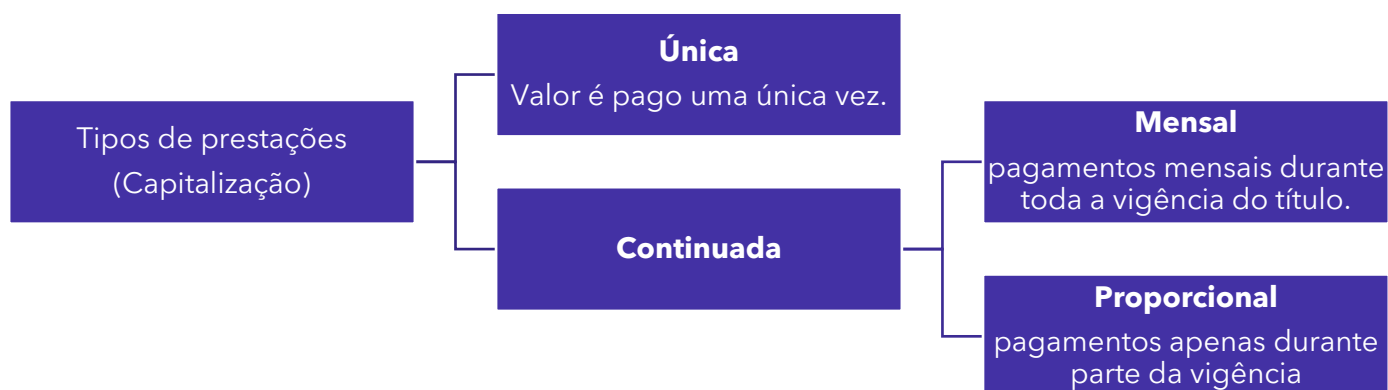 Tipos de prestações
(Capitalização)
Única
Valor é pago uma única vez.
Continuada
Mensal
pagamentos mensais durante
toda a vigência do título.
Proporcional
pagamentos apenas durante
parte da vigência